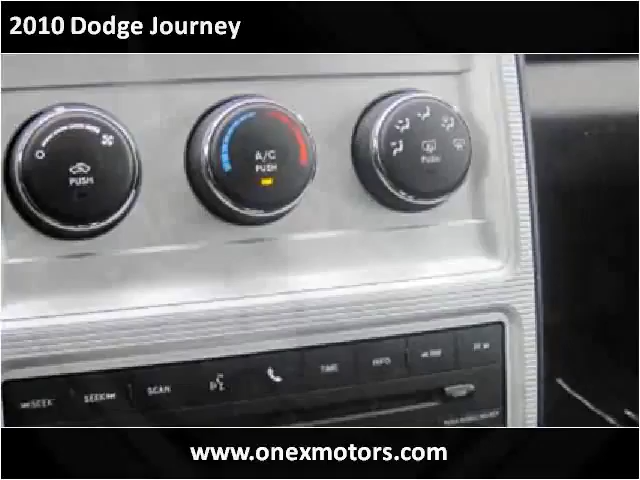 2010 Dodge Journey
PUSH
A/C
PUSH
PUSH
SEEK
SEEK
SCAN
TIME
INFO
www.onexmotors.com